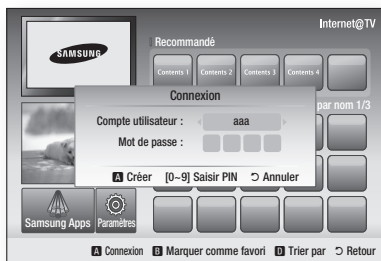 Internet@TV
SAMSUNG
Recommandé
Contents 1 Contents 2 Contents 3 Contents 4
par nom 1/3
Connexion
Compte utilisateur : aaa
Mot de passe :
A Créer [0~9] Saisir PIN Annuler
Samsung Apps Paramètres
A Connexion B Marquer comme favori D Trier par Retour